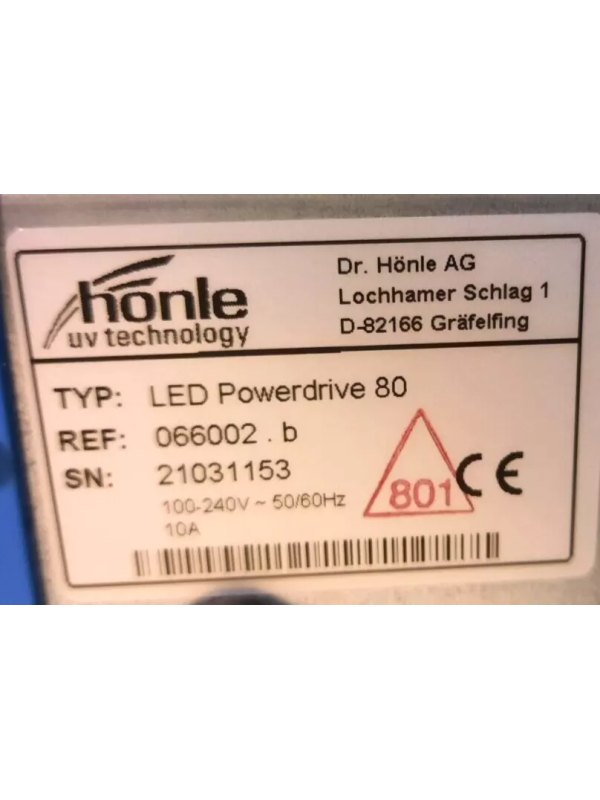 hönle
uv technology
Dr. Hönle AG
Lochhamer Schlag 1
D-82166 Gräfelfing
TYP: LED Powerdrive 80
REF: 066002 . b
SN: 21031153
100-240V ~ 50/60Hz
10A
801
CE